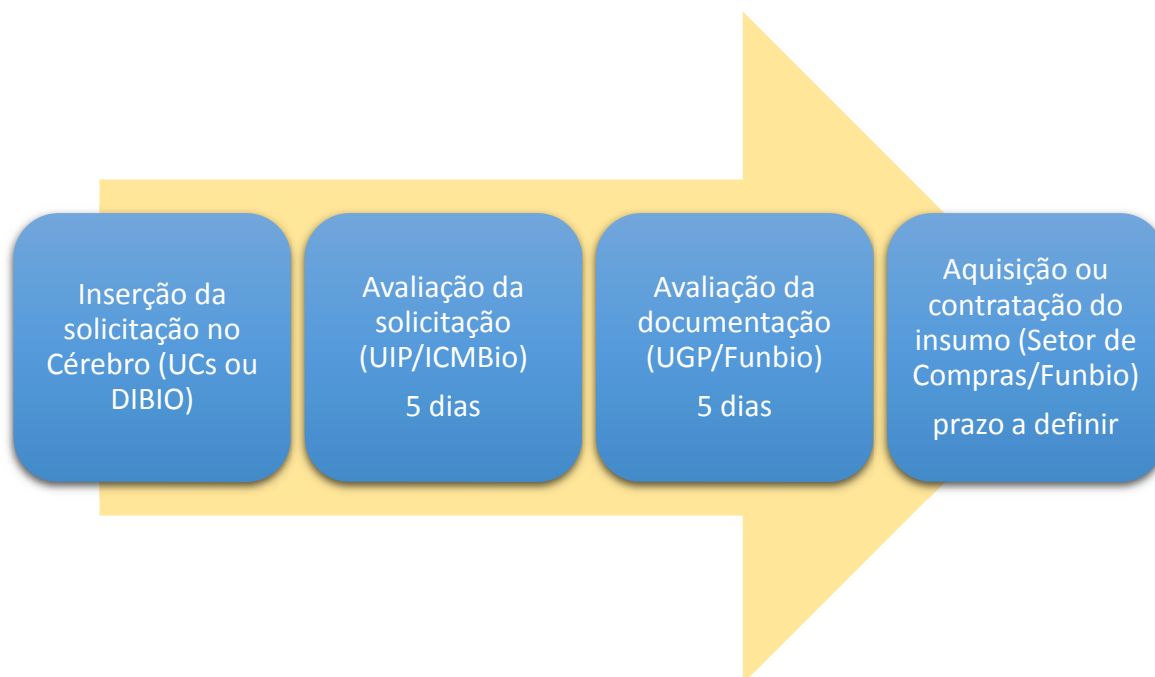 Inserção da
solicitação no
Cérebro (UCs ou
DIBIO)
Avaliação da
solicitação
(UIP/ICMBio)
5 dias
Avaliação da
documentação
(UGP/Funbio)
5 dias
Aquisição ou
contratação do
insumo (Setor de
Compras/Funbio)
prazo a definir